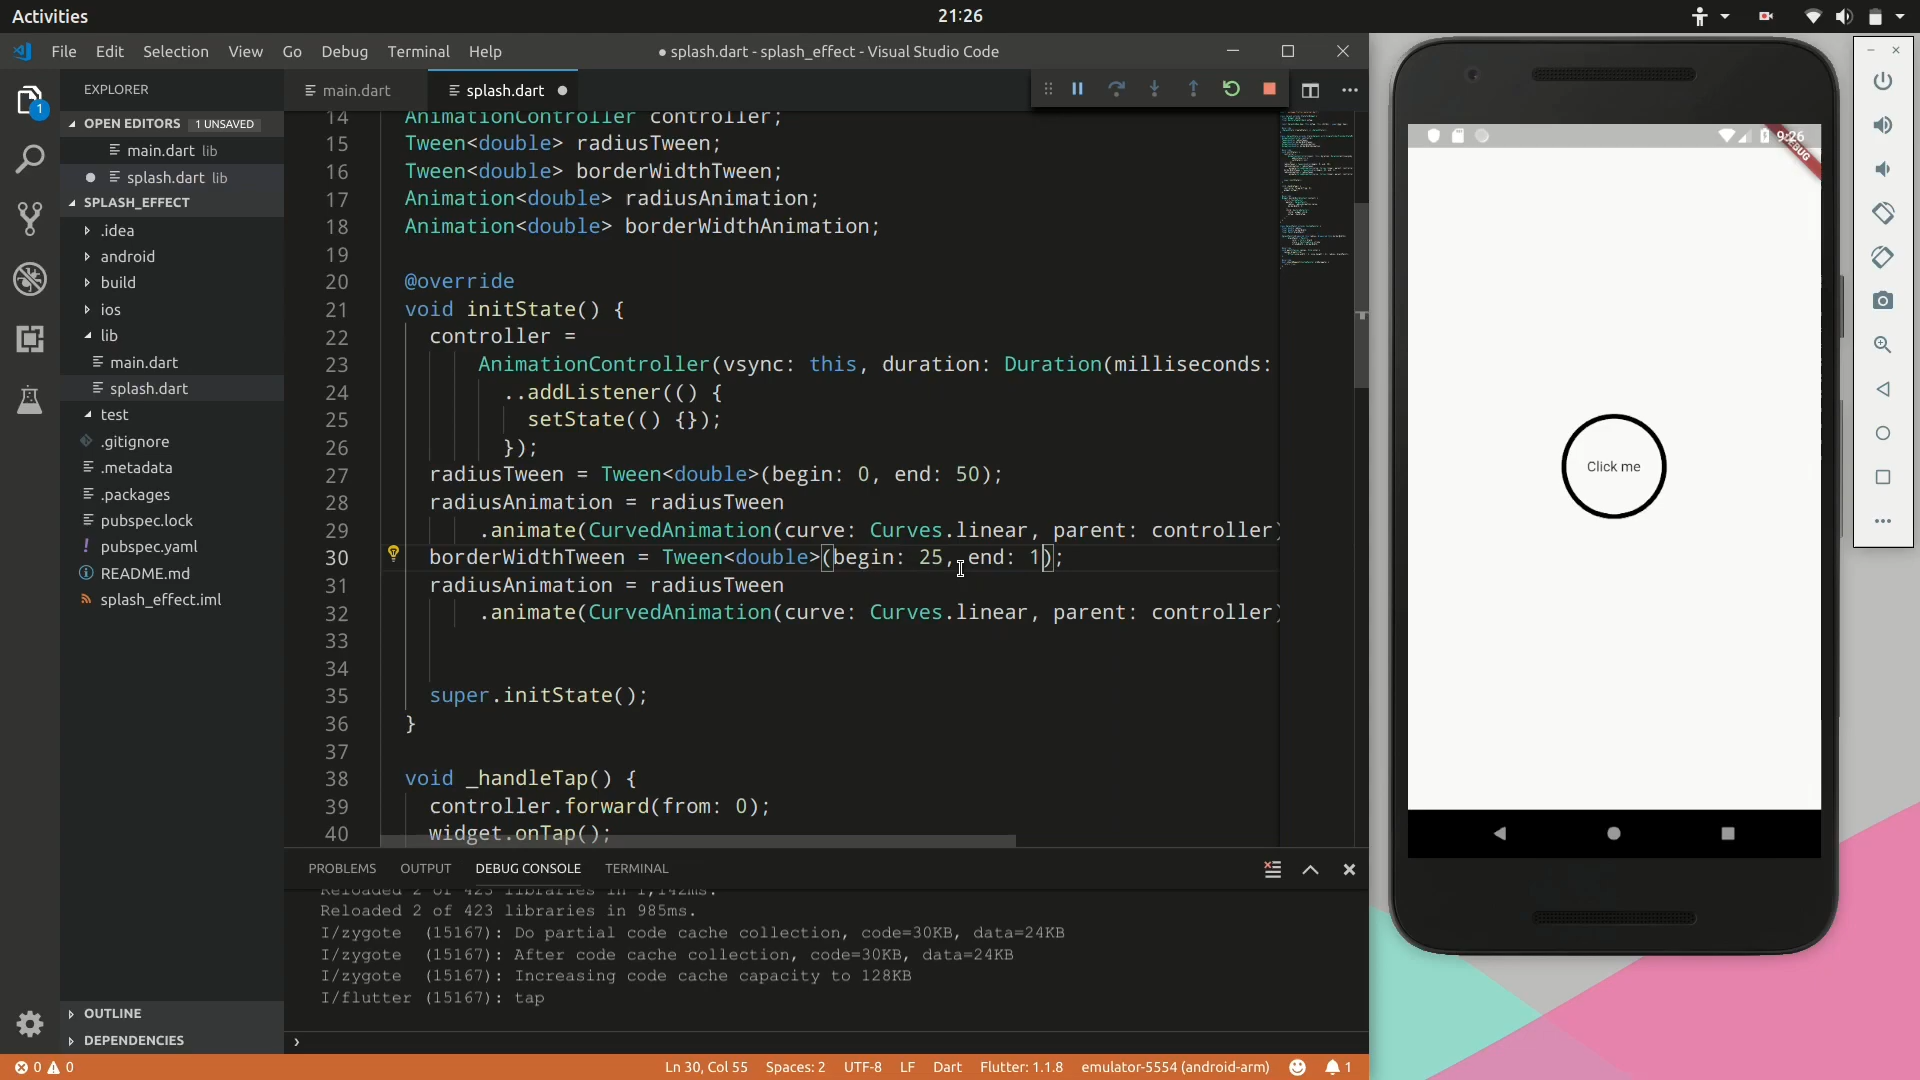 Activities
21:26
File Edit Selection View Go Debug Terminal Help
● splash.dart - splash_effect - Visual Studio Code
EXPLORER
OPEN EDITORS 1 UNSAVED
main.dart lib
splash.dart lib
SPLASH_EFFECT
.idea
android
build
ios
lib
main.dart
splash.dart
test
.gitignore
.metadata
.packages
pubspec.lock
! pubspec.yaml
README.md
splash_effect.iml
OUTLINE
DEPENDENCIES
1
main.dart splash.dart
14 AnimationController controller;
15 Tween<double> radiusTween;
16 Tween<double> borderWidthTween;
17 Animation<double> radiusAnimation;
18 Animation<double> borderWidthAnimation;
19
20 @override
21 void initState() {
22 controller =
23 AnimationController(vsync: this, duration: Duration(milliseconds:
24 ..addListener(() {
25 setState(() {});
26 });
27 radiusTween = Tween<double>(begin: 0, end: 50);
28 radiusAnimation = radiusTween
29 .animate(CurvedAnimation(curve: Curves.linear, parent: controller)
30 borderWidthTween = Tween<double>(begin: 25, end: 1);
31 radiusAnimation = radiusTween
32 .animate(CurvedAnimation(curve: Curves.linear, parent: controller)
33
34
35 super.initState();
36 }
37
38 void _handleTap() {
39 controller.forward(from: 0);
40 widget.onTap();
PROBLEMS OUTPUT DEBUG CONSOLE TERMINAL
Reloaded 2 of 423 libraries in 1,142ms.
Reloaded 2 of 423 libraries in 985ms.
I/zygote (15167): Do partial code cache collection, code=30KB, data=24KB
I/zygote (15167): After code cache collection, code=30KB, data=24KB
I/zygote (15167): Increasing code cache capacity to 128KB
I/flutter (15167): tap
0 0 Ln 30, Col 55 Spaces: 2 UTF-8 LF Dart Flutter: 1.1.8 emulator-5554 (android-arm) 1
9:26
DEBUG
Click me